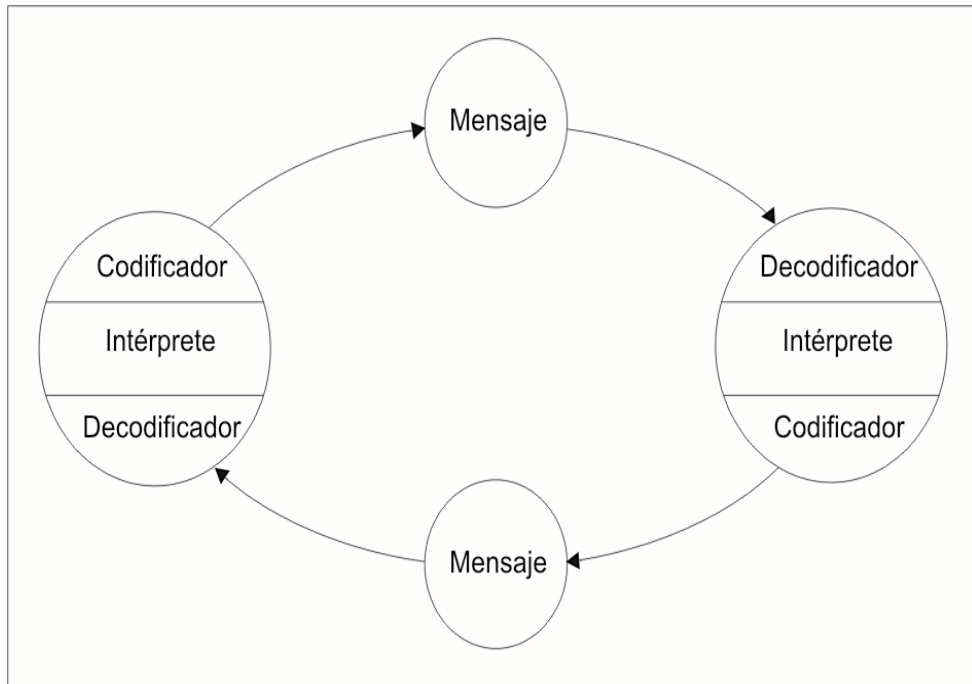 Mensaje
Codificador
Intérprete
Decodificador
Decodificador
Intérprete
Codificador
Mensaje